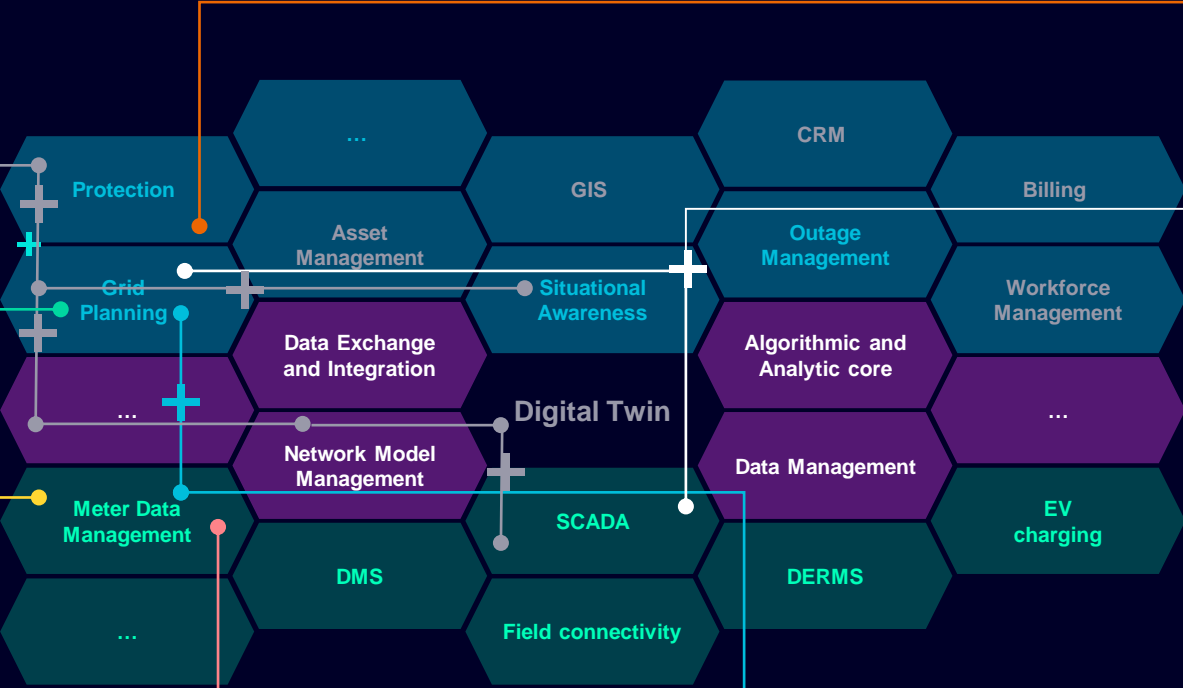 ...
CRM
Protection
GIS
Billing
Asset
Management
Outage
Management
Grid
Planning
Situational
Awareness
Workforce
Management
Data Exchange
and Integration
Algorithmic and
Analytic core
...
Digital Twin
...
Network Model
Management
Data Management
Meter Data
Management
SCADA
EV
charging
DMS
DERMS
...
Field connectivity